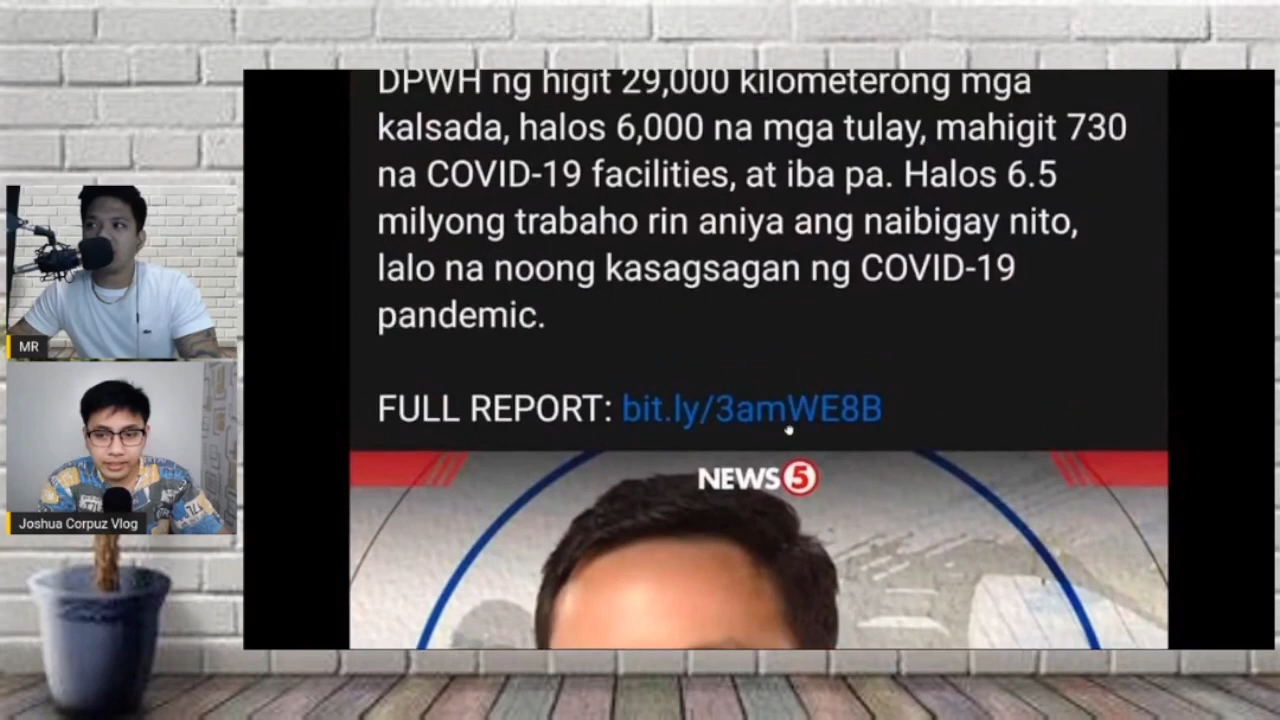 DPWH ng higit 29,000 kilometerong mga
kalsada, halos 6,000 na mga tulay, mahigit 730
na COVID-19 facilities, at iba pa. Halos 6.5
milyong trabaho rin aniya ang naibigay nito,
lalo na noong kasagsagan ng COVID-19
pandemic.
FULL REPORT: bit.ly/3amWE8B
NEWS 5
MR
Joshua Corpuz Vlog